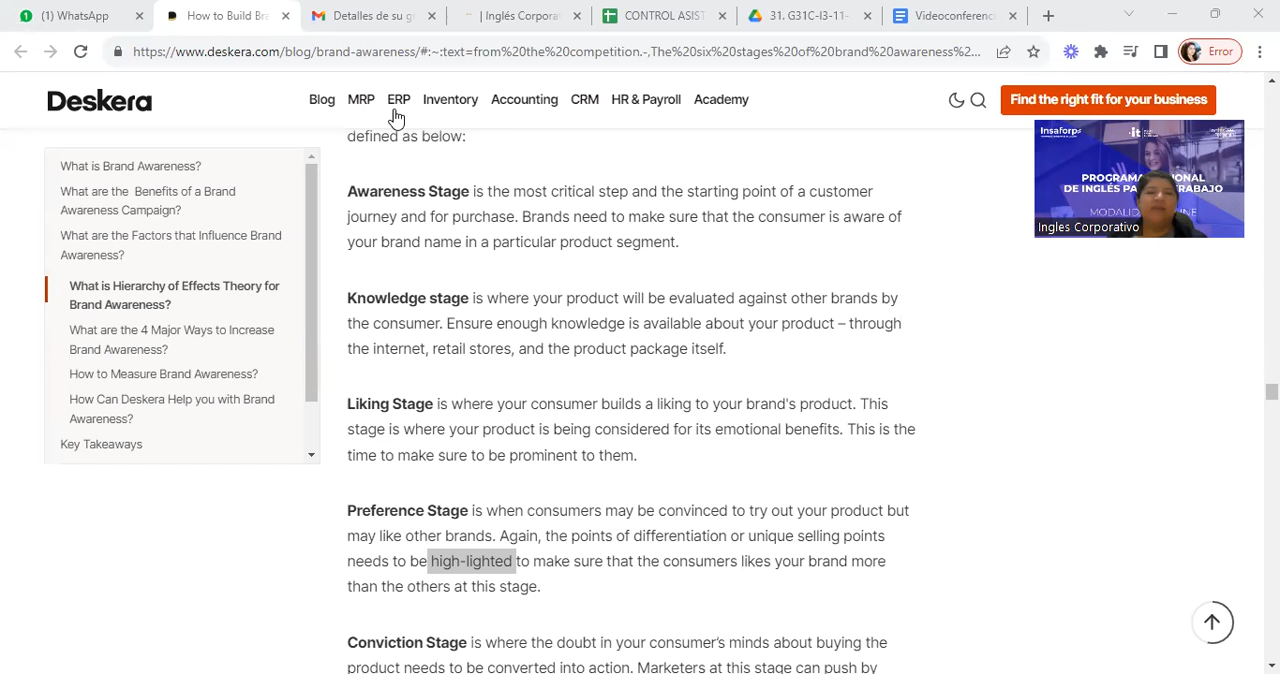 WhatsApp
How to Build Bra
Detalles de su g
| Inglés Corporat
CONTROL ASIST
31. G31C-I3-11-
Videoconferenc
https://www.deskera.com/blog/brand-awareness/#:~:text=from%20the%20competition.-,The%20six%20stages%20of%20brand%20awareness%2...
Error
Deskera
Blog MRP ERP Inventory Accounting CRM HR & Payroll Academy
Find the right fit for your business
What is Brand Awareness?
What are the Benefits of a Brand
Awareness Campaign?
What are the Factors that Influence Brand
Awareness?
What is Hierarchy of Effects Theory for
Brand Awareness?
What are the 4 Major Ways to Increase
Brand Awareness?
How to Measure Brand Awareness?
How Can Deskera Help you with Brand
Awareness?
Key Takeaways
defined as below:
Awareness Stage is the most critical step and the starting point of a customer
journey and for purchase. Brands need to make sure that the consumer is aware of
your brand name in a particular product segment.
Knowledge stage is where your product will be evaluated against other brands by
the consumer. Ensure enough knowledge is available about your product – through
the internet, retail stores, and the product package itself.
Liking Stage is where your consumer builds a liking to your brand's product. This
stage is where your product is being considered for its emotional benefits. This is the
time to make sure to be prominent to them.
Preference Stage is when consumers may be convinced to try out your product but
may like other brands. Again, the points of differentiation or unique selling points
needs to be high-lighted to make sure that the consumers likes your brand more
than the others at this stage.
Conviction Stage is where the doubt in your consumer's minds about buying the
product needs to be converted into action. Marketers at this stage can push by
Insaforp
it
DE INGLÉS PA
Ingles Corporativo